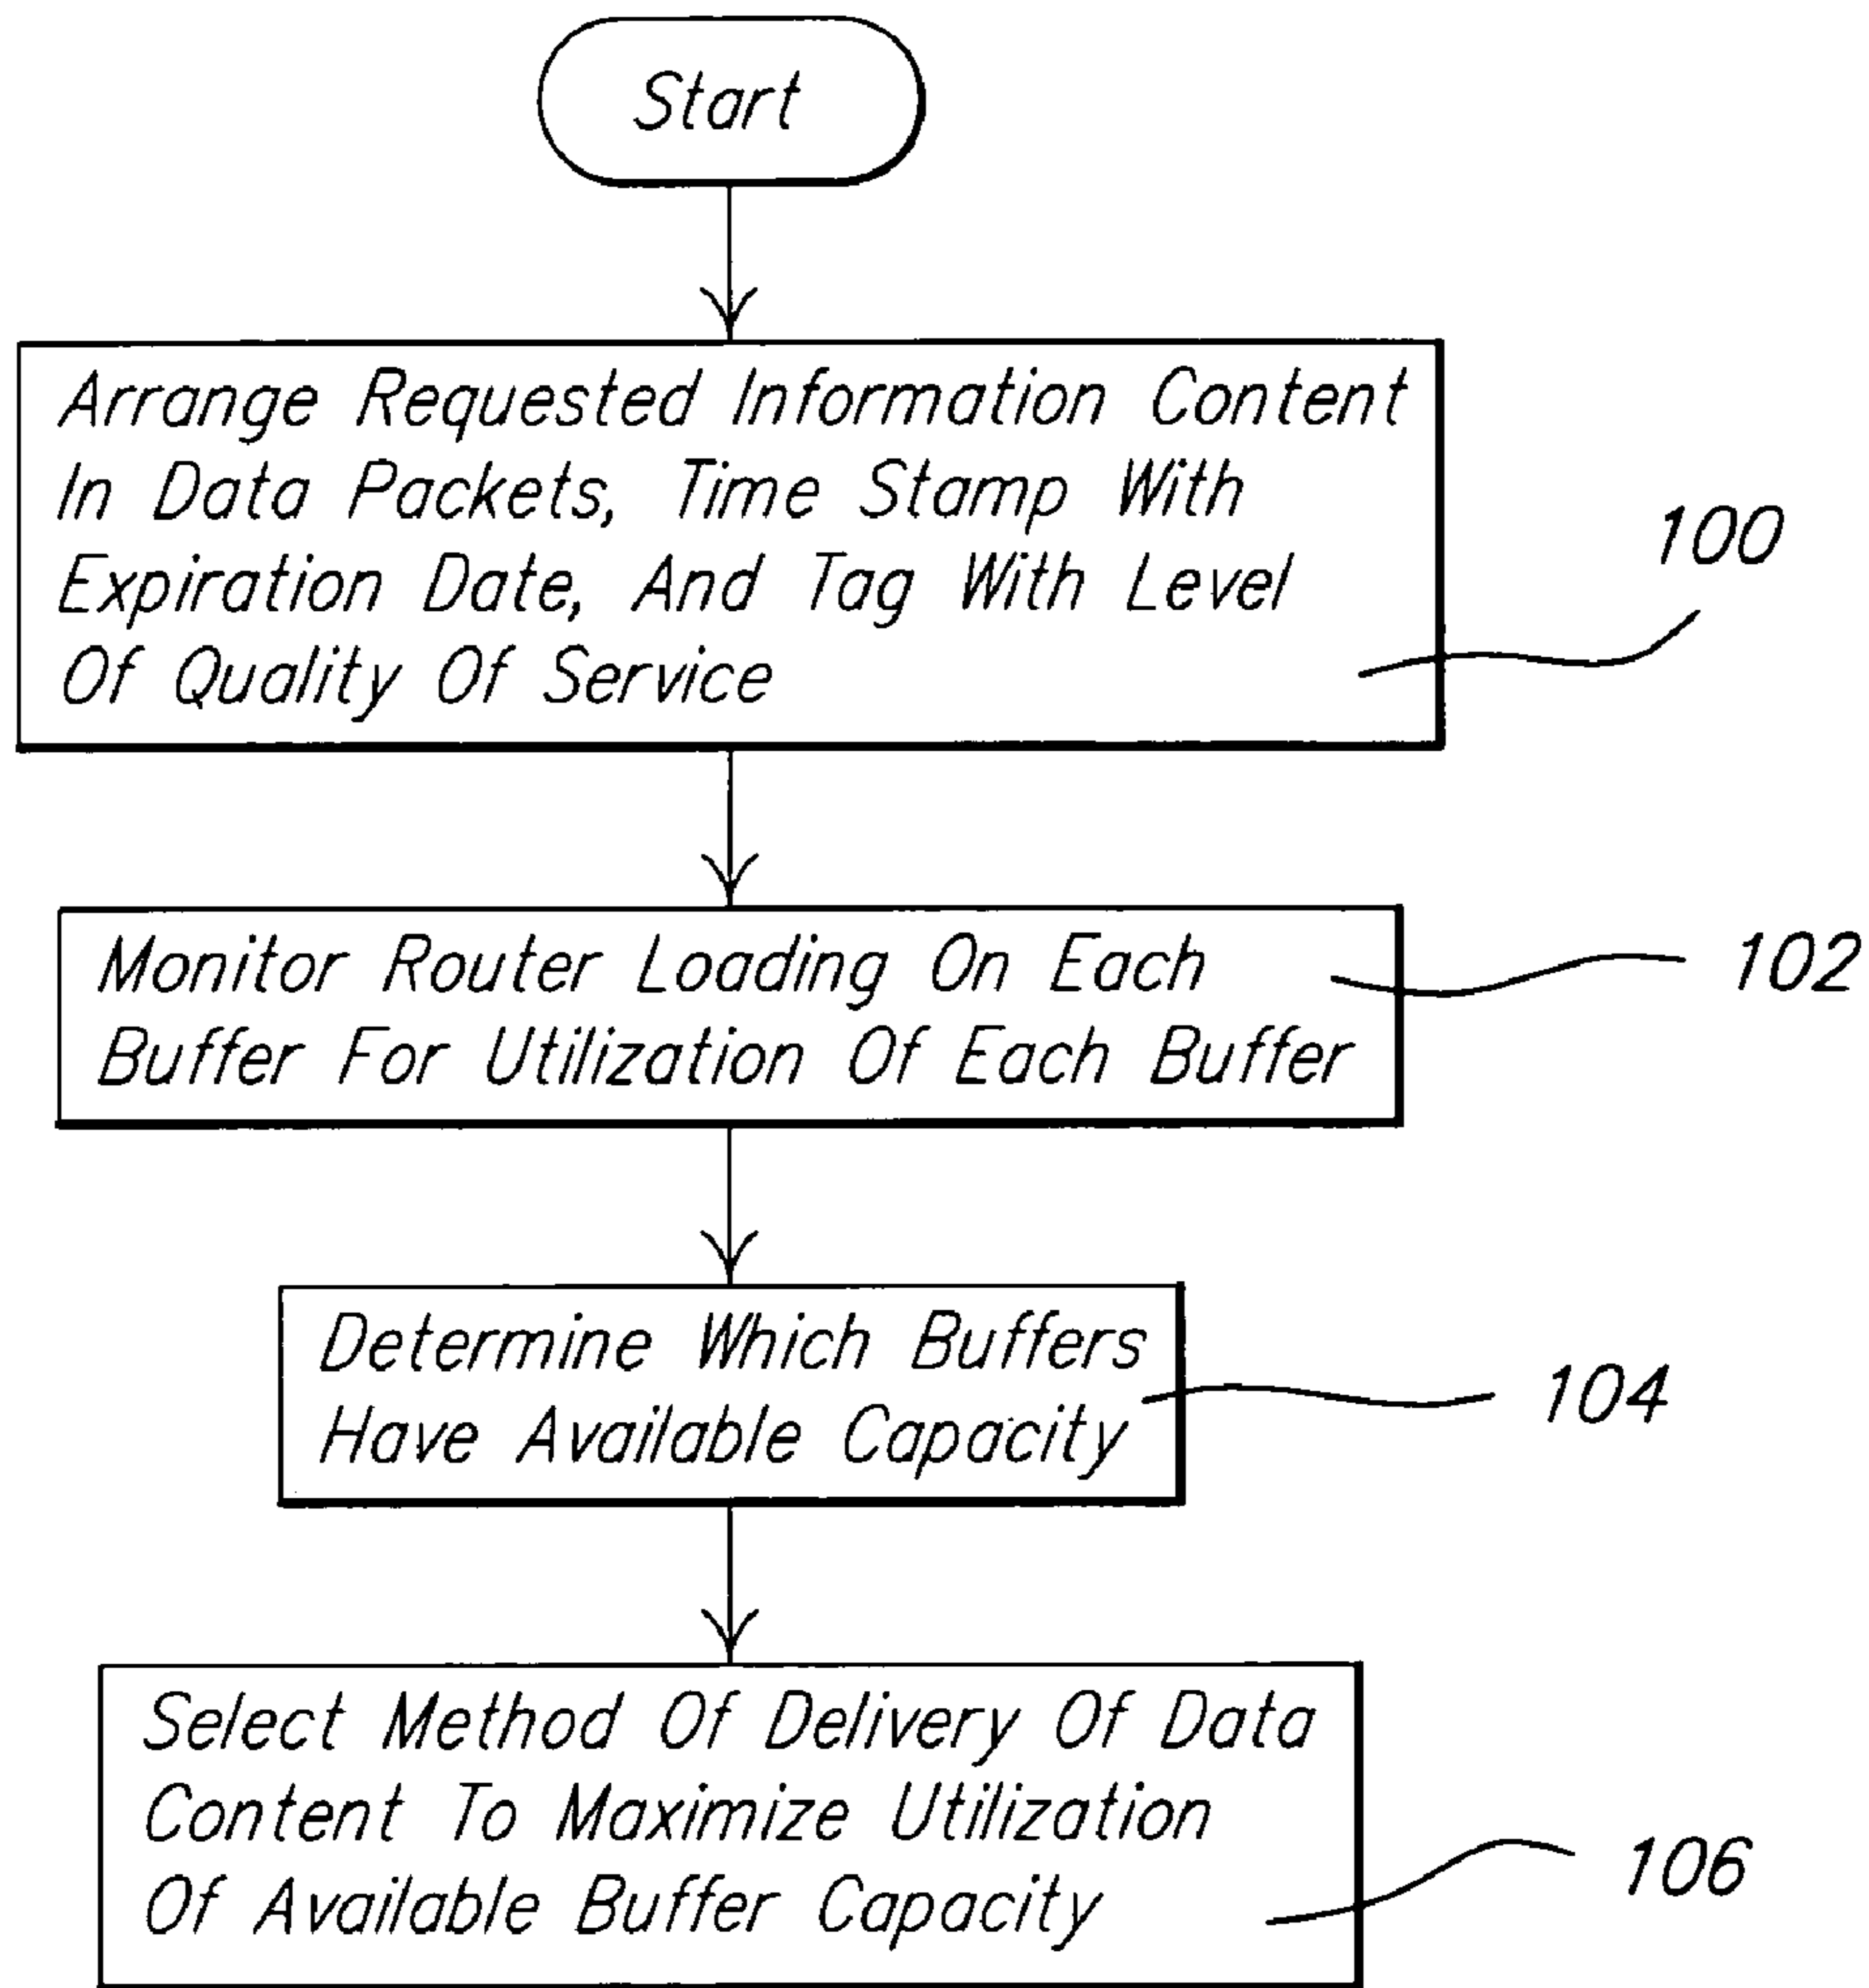 Start
Arrange Requested Information Content
In Data Packets, Time Stamp With
Expiration Date, And Tag With Level
Of Quality Of Service
100
Monitor Router Loading On Each
Buffer For Utilization Of Each Buffer
102
Determine Which Buffers
Have Available Capacity
104
Select Method Of Delivery Of Data
Content To Maximize Utilization
Of Available Buffer Capacity
106